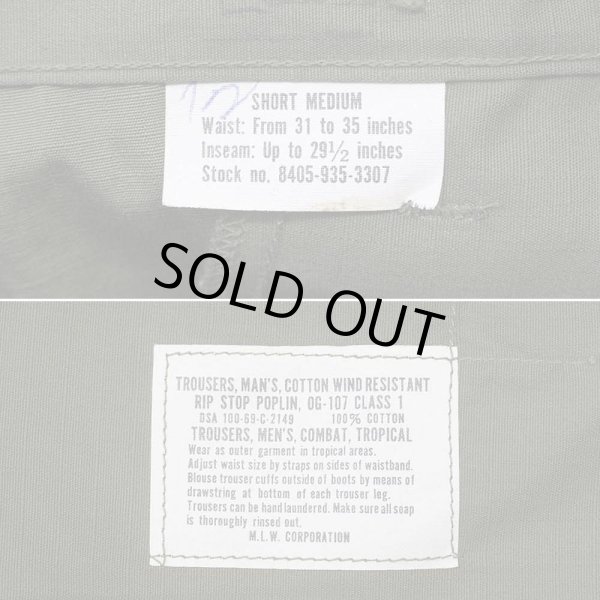 SHORT MEDIUM
Waist: From 31 to 35 inches
Inseam: Up to 29 1/2 inches
Stock no. 8405-935-3307
SOLD OUT
TROUSERS, MAN'S, COTTON WIND RESISTANT
RIP STOP POPLIN, OG-107 CLASS 1
DSA 100-69-C-2149 100% COTTON
TROUSERS, MEN'S, COMBAT, TROPICAL
Wear as outer garment in tropical areas.
Adjust waist size by straps on sides of waistband.
Blouse trouser cuffs outside of boots by means of
drawstring at bottom of each trouser leg.
Trousers can be hand laundered. Make sure all soap
is thoroughly rinsed out.
M.L.W. CORPORATION